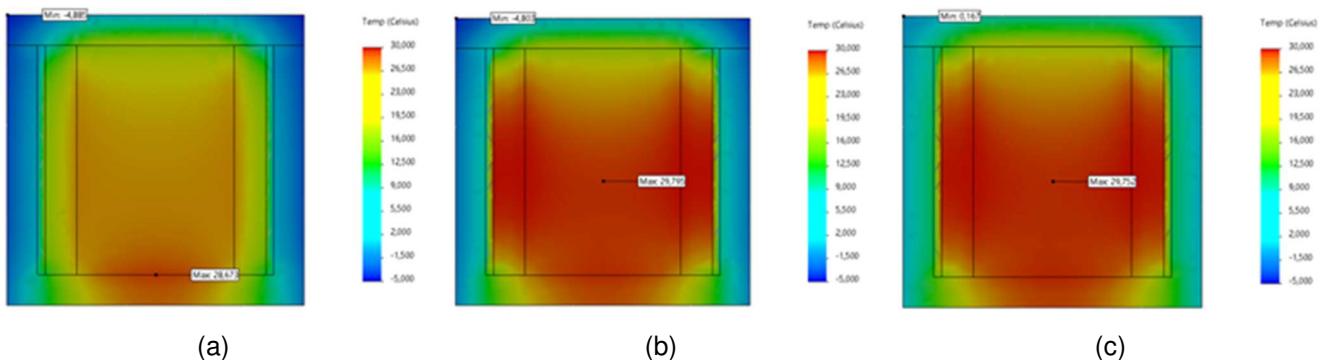 Min: -4,885
Temp (Celsius)
30,000
26,500
23,000
19,500
16,000
12,500
9,000
5,500
2,000
-1,500
-5,000
Max: 28,673
(a)
Min: -4,803
Temp (Celsius)
30,000
26,500
23,000
19,500
16,000
12,500
9,000
5,500
2,000
-1,500
-5,000
Max: 29,795
(b)
Min: 0,167
Temp (Celsius)
30,000
26,500
23,000
19,500
16,000
12,500
9,000
5,500
2,000
-1,500
-5,000
Max: 29,752
(c)